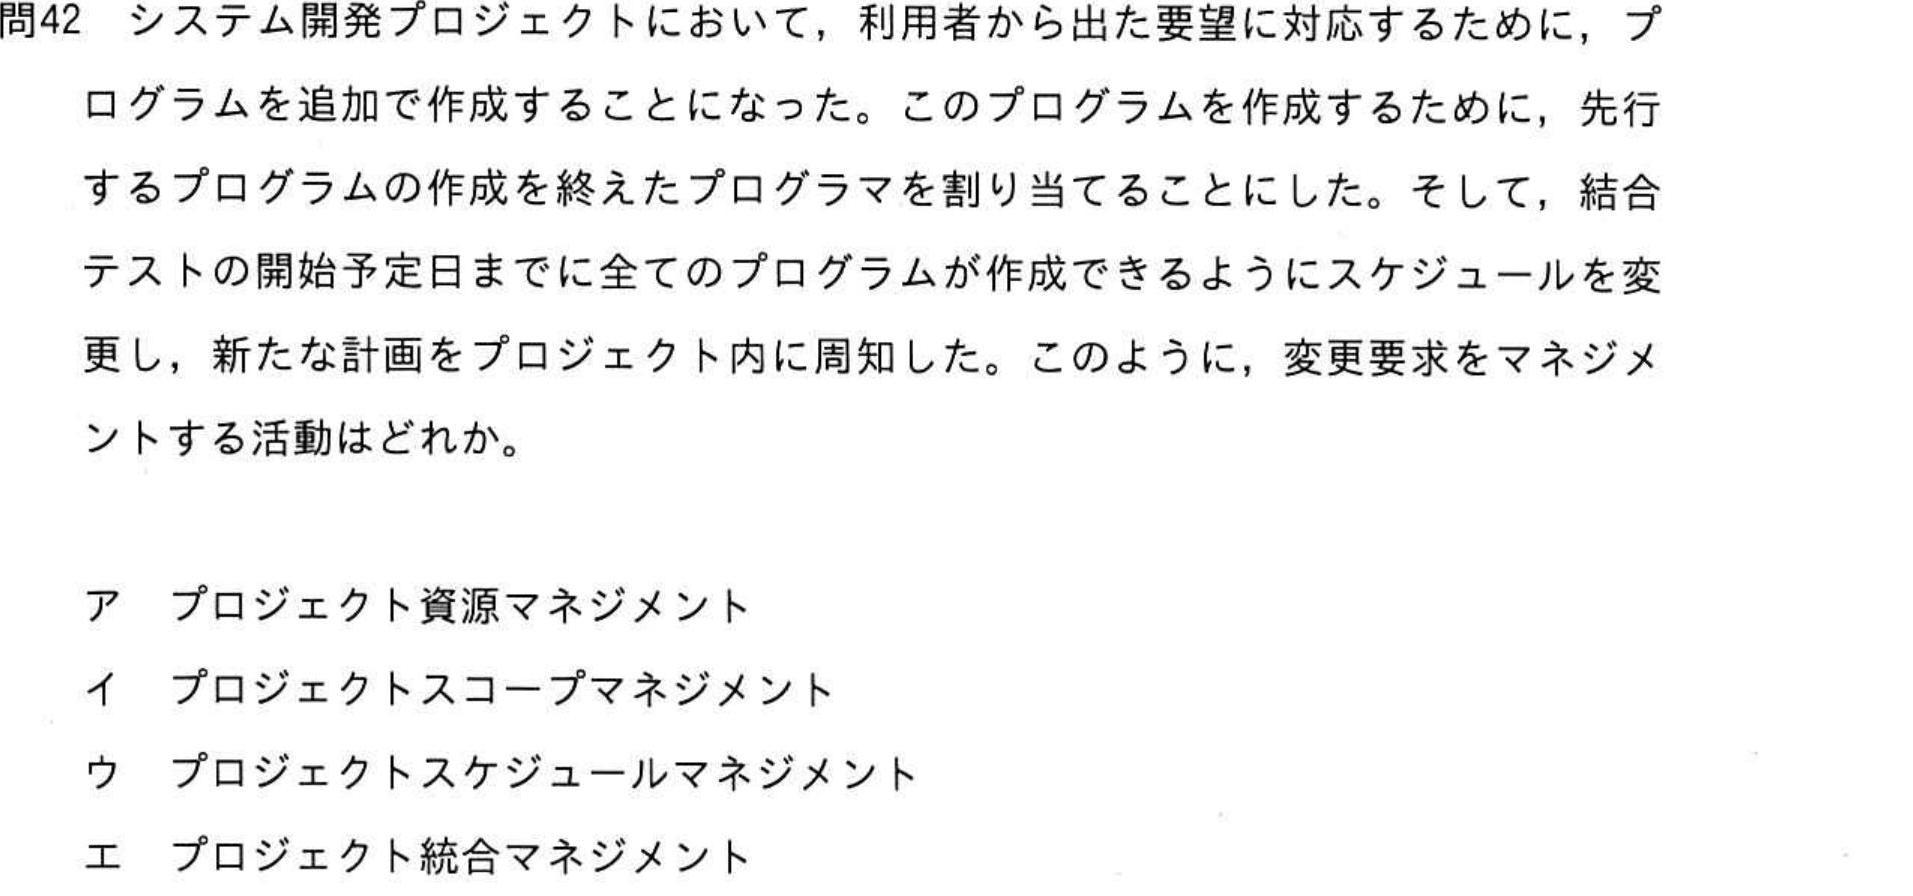 問42　システム開発プロジェクトにおいて，利用者から出た要望に対応するために，プ
ログラムを追加で作成することになった。このプログラムを作成するために，先行
するプログラムの作成を終えたプログラマを割り当てることにした。そして，結合
テストの開始予定日までに全てのプログラムが作成できるようにスケジュールを変
更し，新たな計画をプロジェクト内に周知した。このように，変更要求をマネジメ
ントする活動はどれか。
ア　プロジェクト資源マネジメント
イ　プロジェクトスコープマネジメント
ウ　プロジェクトスケジュールマネジメント
エ　プロジェクト統合マネジメント